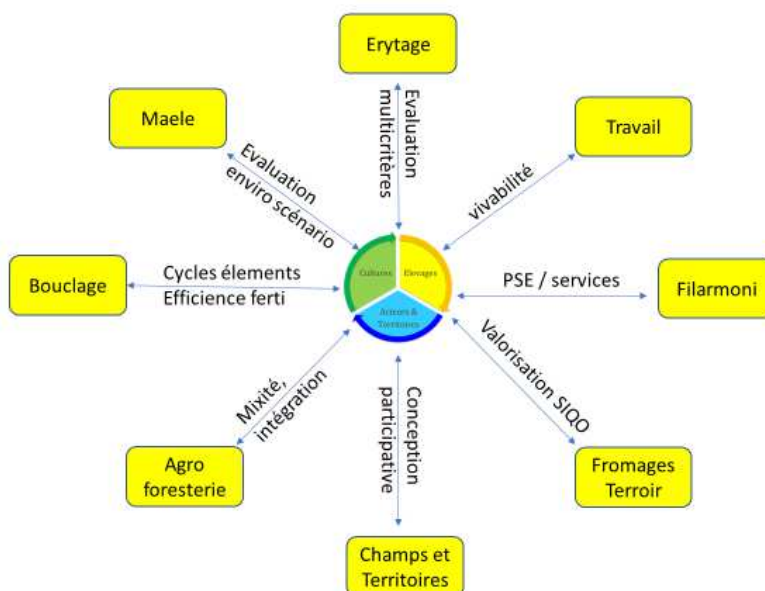 Erytage
Evaluation
multicritères
Maele
Evaluation
enviro scénario
Travail
vivabilité
Cultures
Elevages
Acteurs &
Territoires
Bouclage
Cycles élements
Efficience ferti
PSE / services
Filarmoni
Mixité,
intégration
Agro
foresterie
Conception
participative
Champs et
Territoires
Valorisation SIQO
Fromages
Terroir